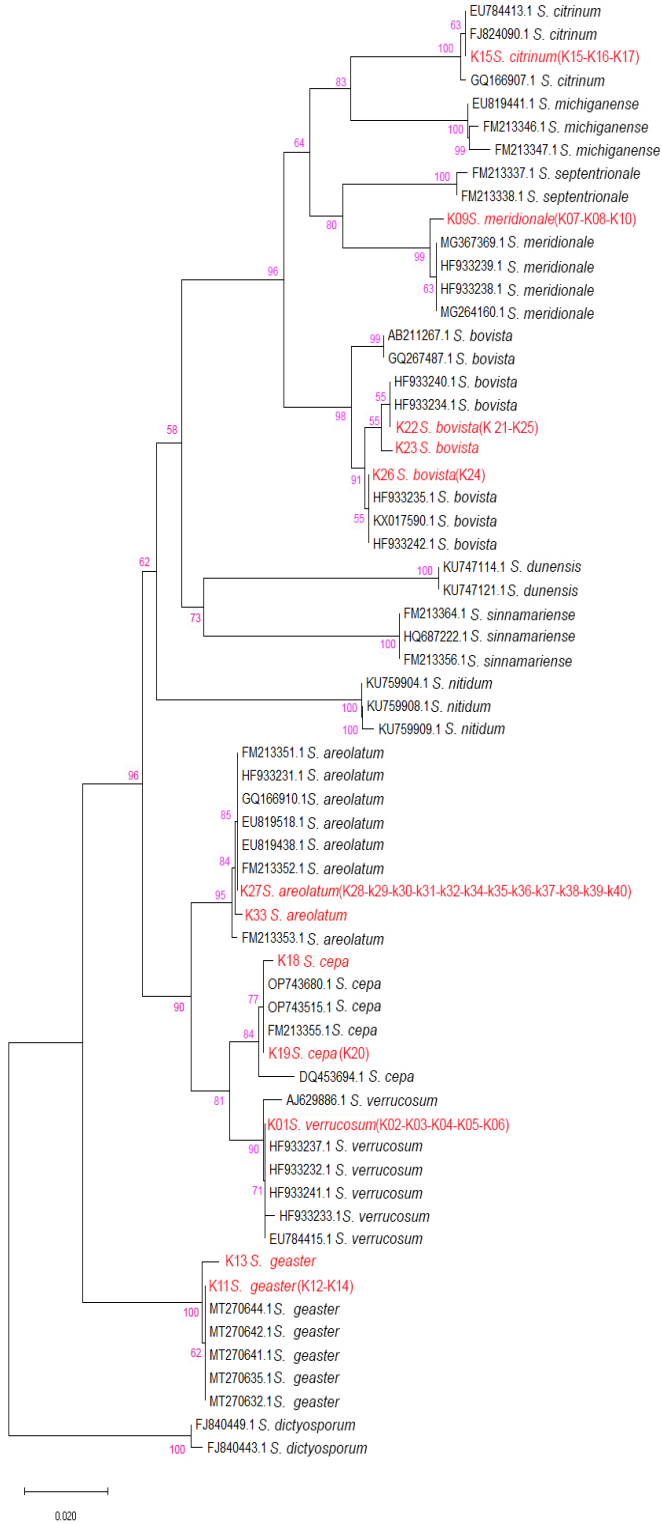 EU784413.1 S. citrinum
63
FJ824090.1 S. citrinum
100
K15 S. citrinum(K15-K16-K17)
GQ166907.1 S. citrinum
83
EU819441.1 S. michiganense
100
FM213346.1 S. michiganense
99
FM213347.1 S. michiganense
64
100
FM213337.1 S. septentrionale
FM213338.1 S. septentrionale
80
K09 S. meridionale(K07-K08-K10)
99
MG367369.1 S. meridionale
HF933239.1 S. meridionale
96
63
HF933238.1 S. meridionale
MG264160.1 S. meridionale
99
AB211267.1 S. bovista
GQ267487.1 S. bovista
HF933240.1 S. bovista
55
HF933234.1 S. bovista
98
55
K22 S. bovista(K 21-K25)
58
K23 S. bovista
91
K26 S. bovista(K24)
HF933235.1 S. bovista
55
KX017590.1 S. bovista
HF933242.1 S. bovista
62
100
KU747114.1 S. dunensis
KU747121.1 S. dunensis
73
FM213364.1 S. sinnamariense
100
HQ687222.1 S. sinnamariense
FM213356.1 S. sinnamariense
KU759904.1 S. nitidum
100
KU759908.1 S. nitidum
100
KU759909.1 S. nitidum
96
FM213351.1 S. areolatum
HF933231.1 S. areolatum
GQ166910.1 S. areolatum
85
EU819518.1 S. areolatum
EU819438.1 S. areolatum
84
FM213352.1 S. areolatum
95
K27 S. areolatum(K28-k29-k30-k31-k32-k34-k35-k36-k37-k38-k39-k40)
K33 S. areolatum
FM213353.1 S. areolatum
90
K18 S. cepa
OP743680.1 S. cepa
77
OP743515.1 S. cepa
84
FM213355.1 S. cepa
K19 S. cepa(K20)
DQ453694.1 S. cepa
81
AJ629886.1 S. verrucosum
K01 S. verrucosum(K02-K03-K04-K05-K06)
90
HF933237.1 S. verrucosum
HF933232.1 S. verrucosum
71
HF933241.1 S. verrucosum
HF933233.1 S. verrucosum
EU784415.1 S. verrucosum
K13 S. geaster
K11 S. geaster(K12-K14)
100
MT270644.1 S. geaster
MT270642.1 S. geaster
62
MT270641.1 S. geaster
MT270635.1 S. geaster
MT270632.1 S. geaster
FJ840449.1 S. dictyosporum
100
FJ840443.1 S. dictyosporum
0.020